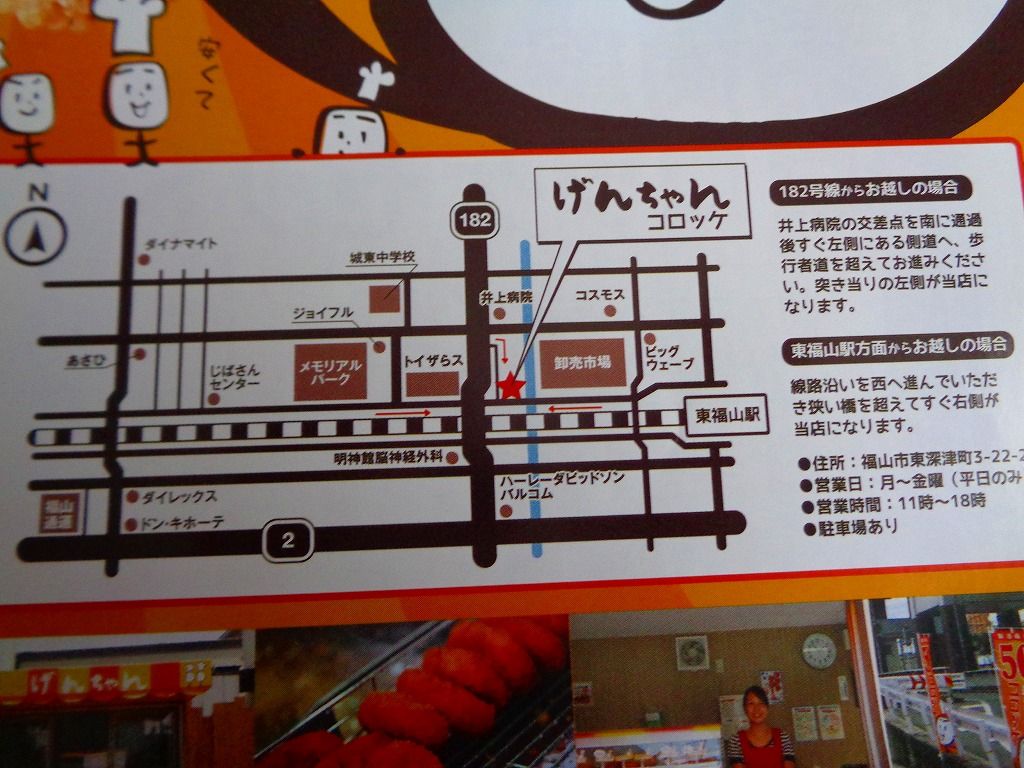 安くて
N
182
げんちゃん
コロッケ
ダイナマイト
城東中学校
井上病院
コスモス
ジョイフル
あさひ
じばさん
センター
メモリアル
パーク
トイザらス
卸売市場
ビッグ
ウェーブ
東福山駅
明神館脳神経外科
ハーレーダビッドソン
バルコム
福山
道道
ダイレックス
ドン・キホーテ
2
182号線からお越しの場合
井上病院の交差点を南に通過
後すぐ左側にある側道へ、歩
行者道を超えてお進みくださ
い。突き当りの左側が当店に
なります。
東福山駅方面からお越しの場合
線路沿いを西へ進んでいただ
き狭い橋を超えてすぐ右側が
当店になります。
●住所：福山市東深津町3-22-2
●営業日：月～金曜（平日のみ
●営業時間：11時～18時
●駐車場あり
げんちゃん